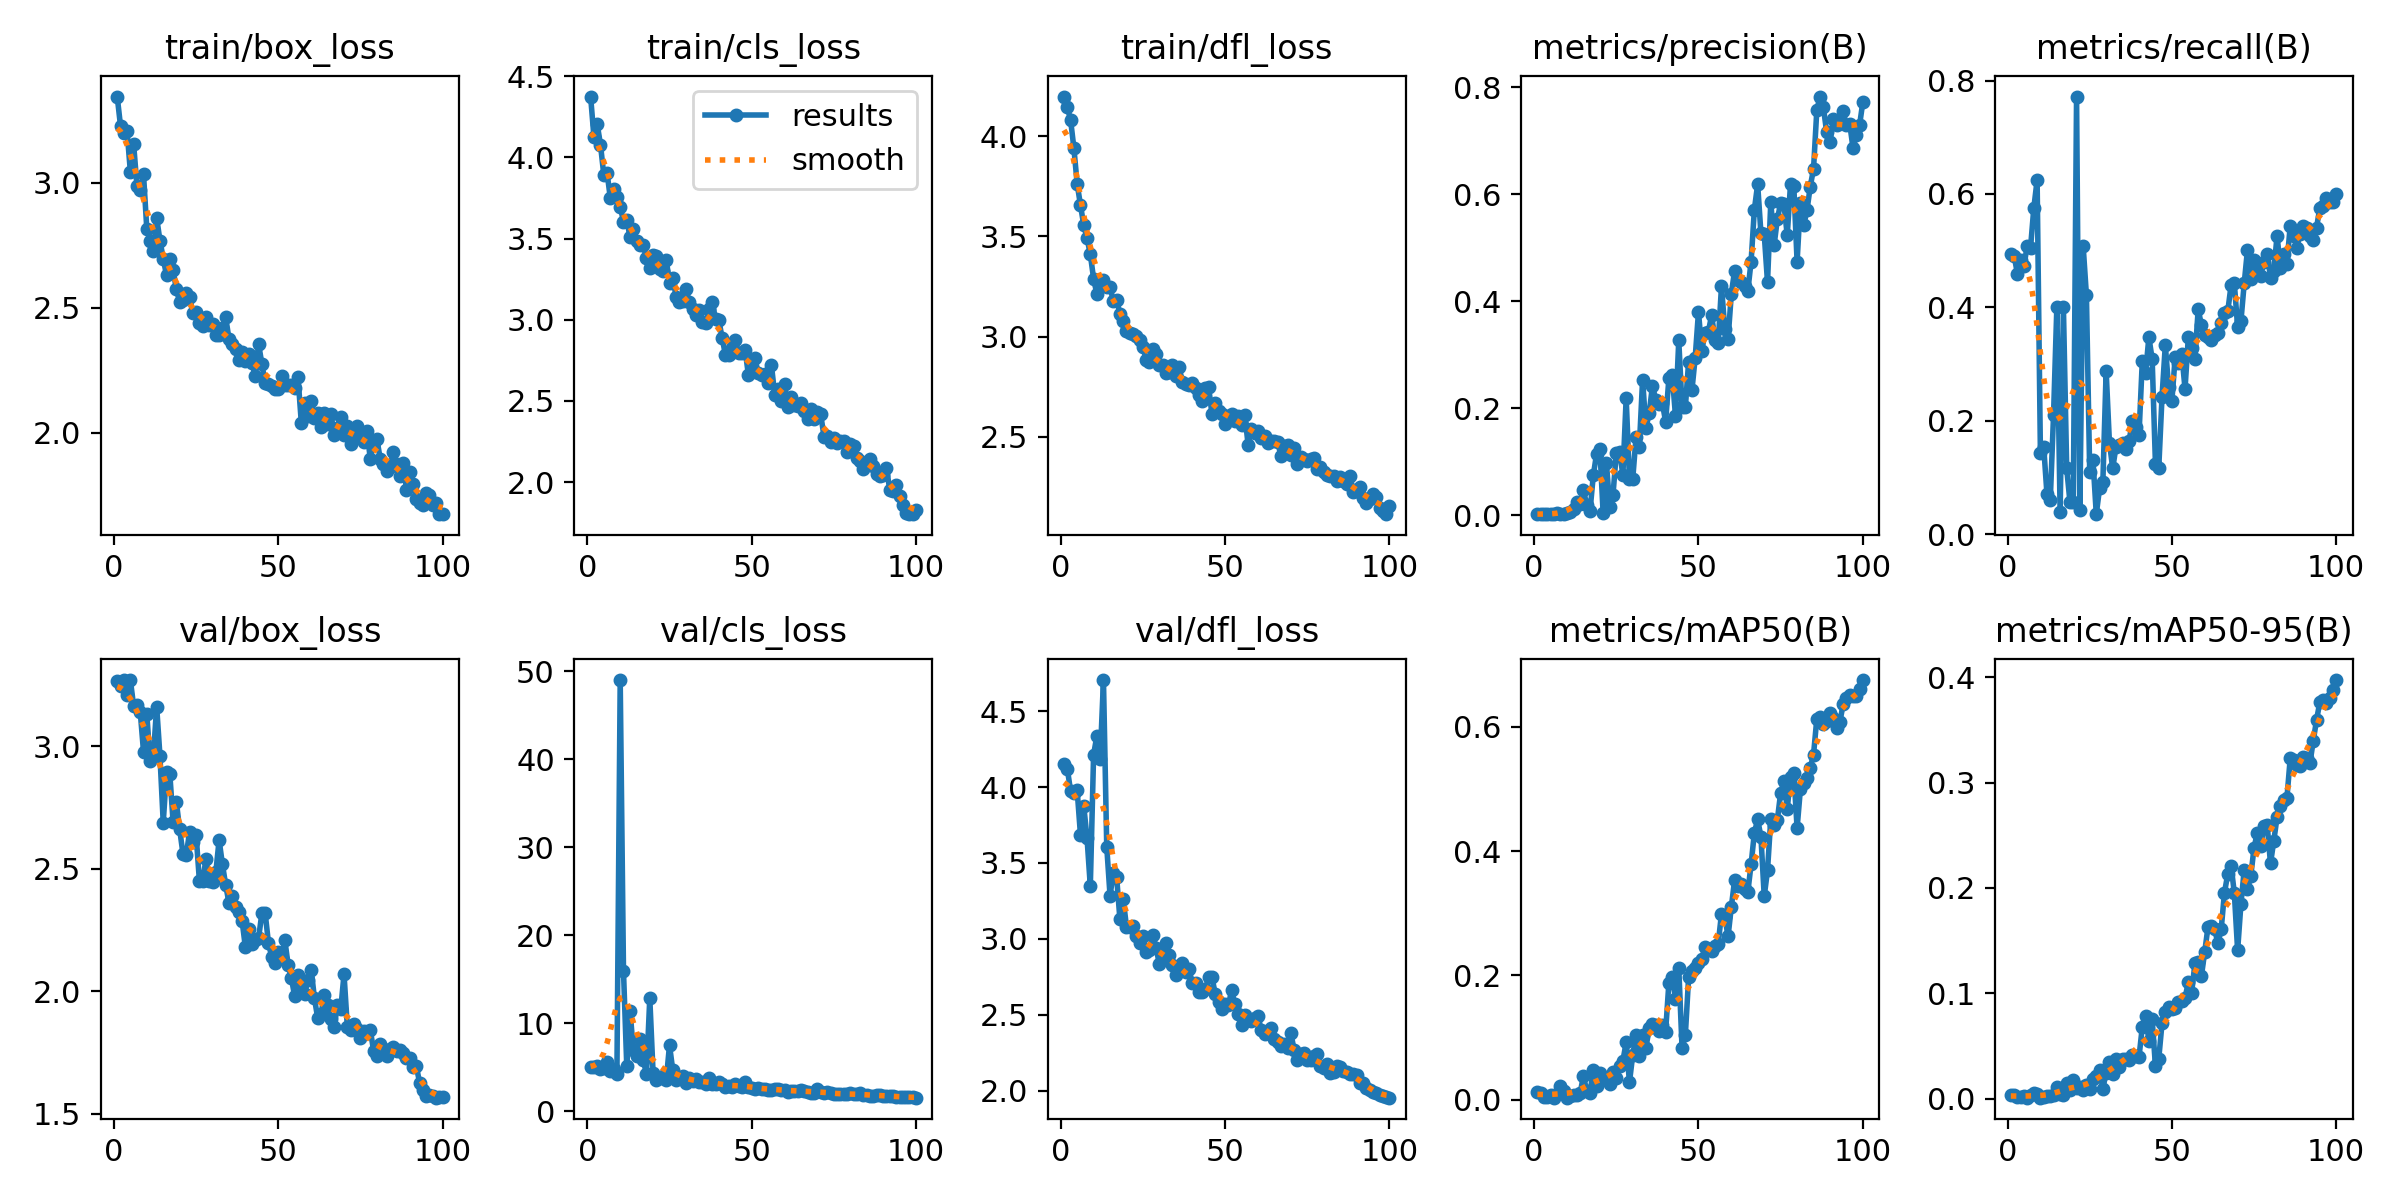 train/box_loss
3.0
2.5
2.0
0 50 100
train/cls_loss
results
smooth
4.5
4.0
3.5
3.0
2.5
2.0
0 50 100
train/dfl_loss
4.0
3.5
3.0
2.5
0 50 100
metrics/precision(B)
0.8
0.6
0.4
0.2
0.0
0 50 100
metrics/recall(B)
0.8
0.6
0.4
0.2
0.0
0 50 100
val/box_loss
3.0
2.5
2.0
1.5
0 50 100
val/cls_loss
50
40
30
20
10
0
0 50 100
val/dfl_loss
4.5
4.0
3.5
3.0
2.5
2.0
0 50 100
metrics/mAP50(B)
0.6
0.4
0.2
0.0
0 50 100
metrics/mAP50-95(B)
0.4
0.3
0.2
0.1
0.0
0 50 100